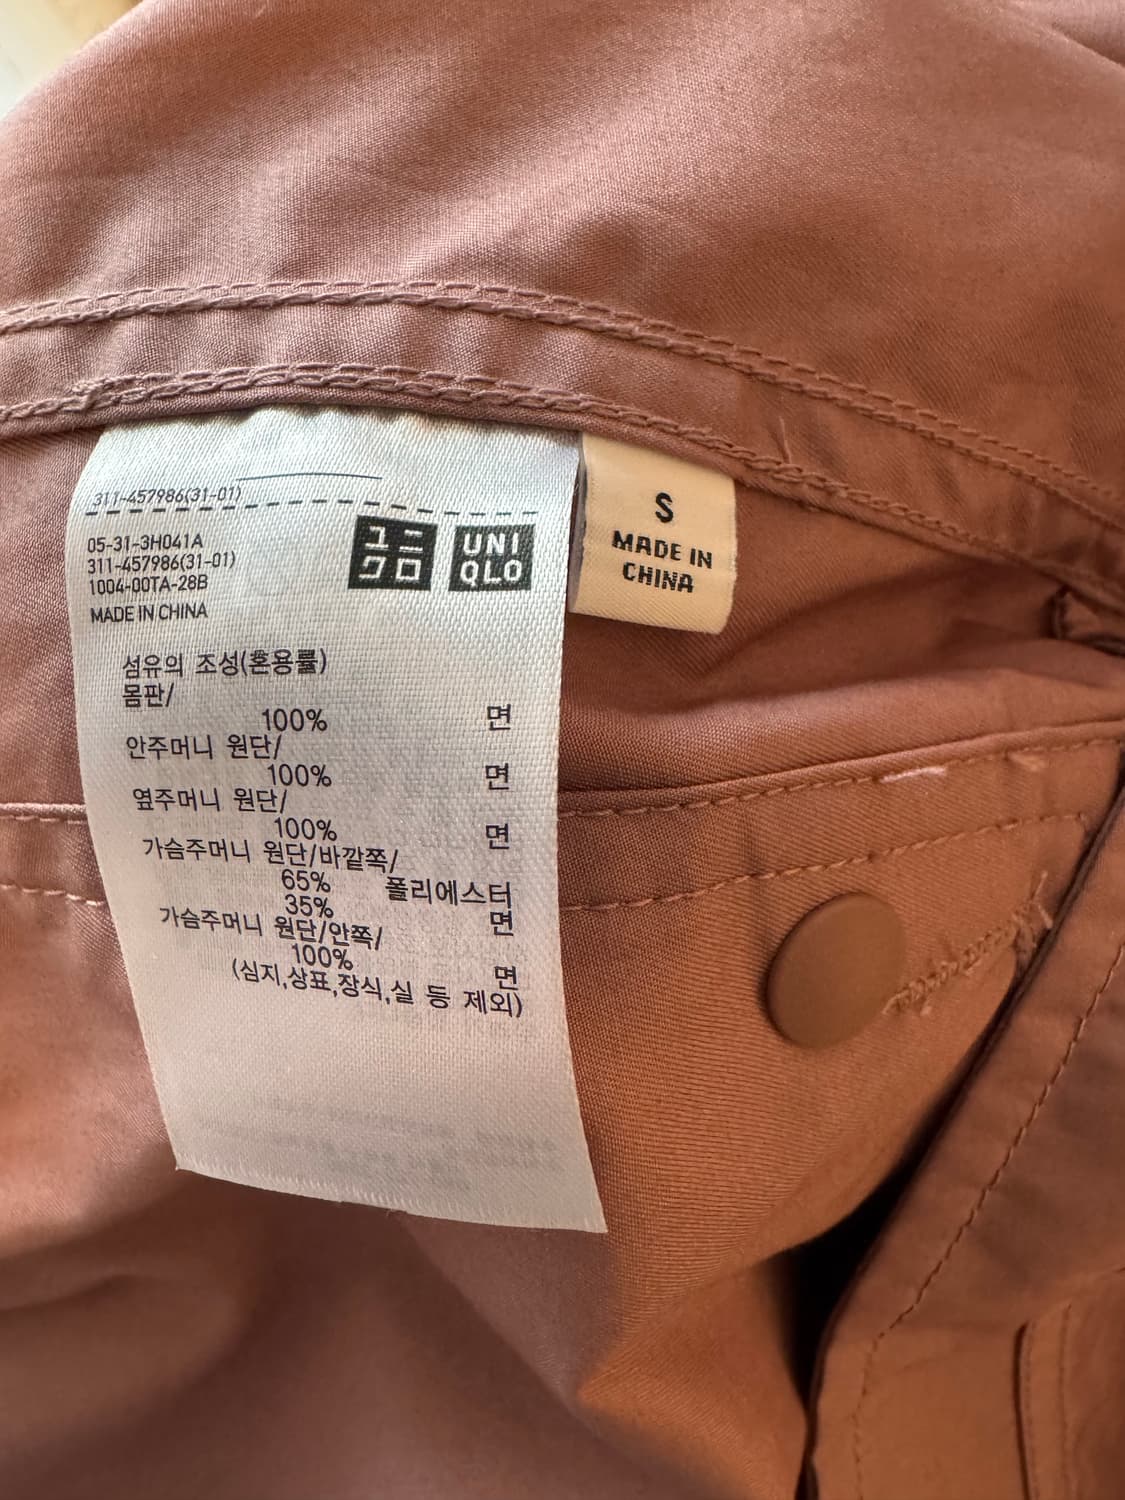 311-457986(31-01)
05-31-3H041A
311-457986(31-01)
1004-00TA-28B
MADE IN CHINA
ユニ
クロ
UNI
QLO
섬유의 조성(혼용률)
몸판/
100% 면
안주머니 원단/
100% 면
옆주머니 원단/
100% 면
가슴주머니 원단/바깥쪽/
65% 폴리에스터
35% 면
가슴주머니 원단/안쪽/
100% 면
(심지,상표,장식,실 등 제외)
S
MADE IN
CHINA